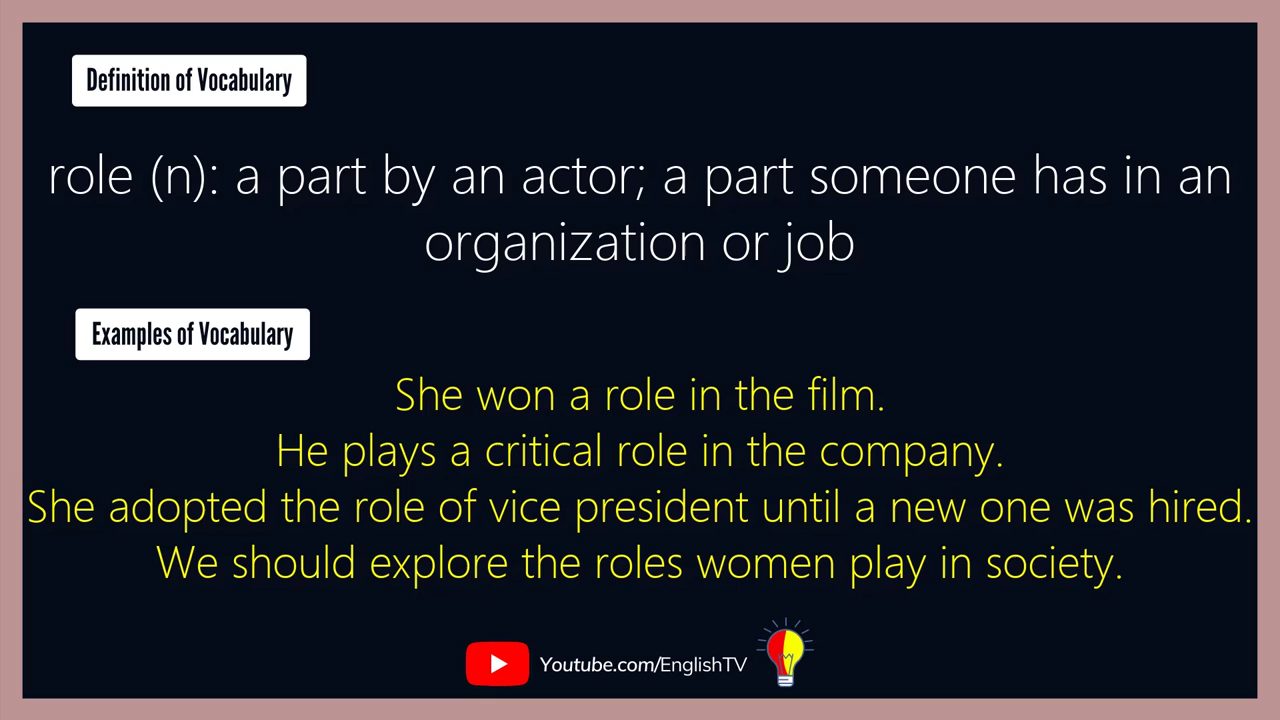 Definition of Vocabulary
role (n): a part by an actor; a part someone has in an
organization or job
Examples of Vocabulary
She won a role in the film.
He plays a critical role in the company.
She adopted the role of vice president until a new one was hired.
We should explore the roles women play in society.
Youtube.com/EnglishTV